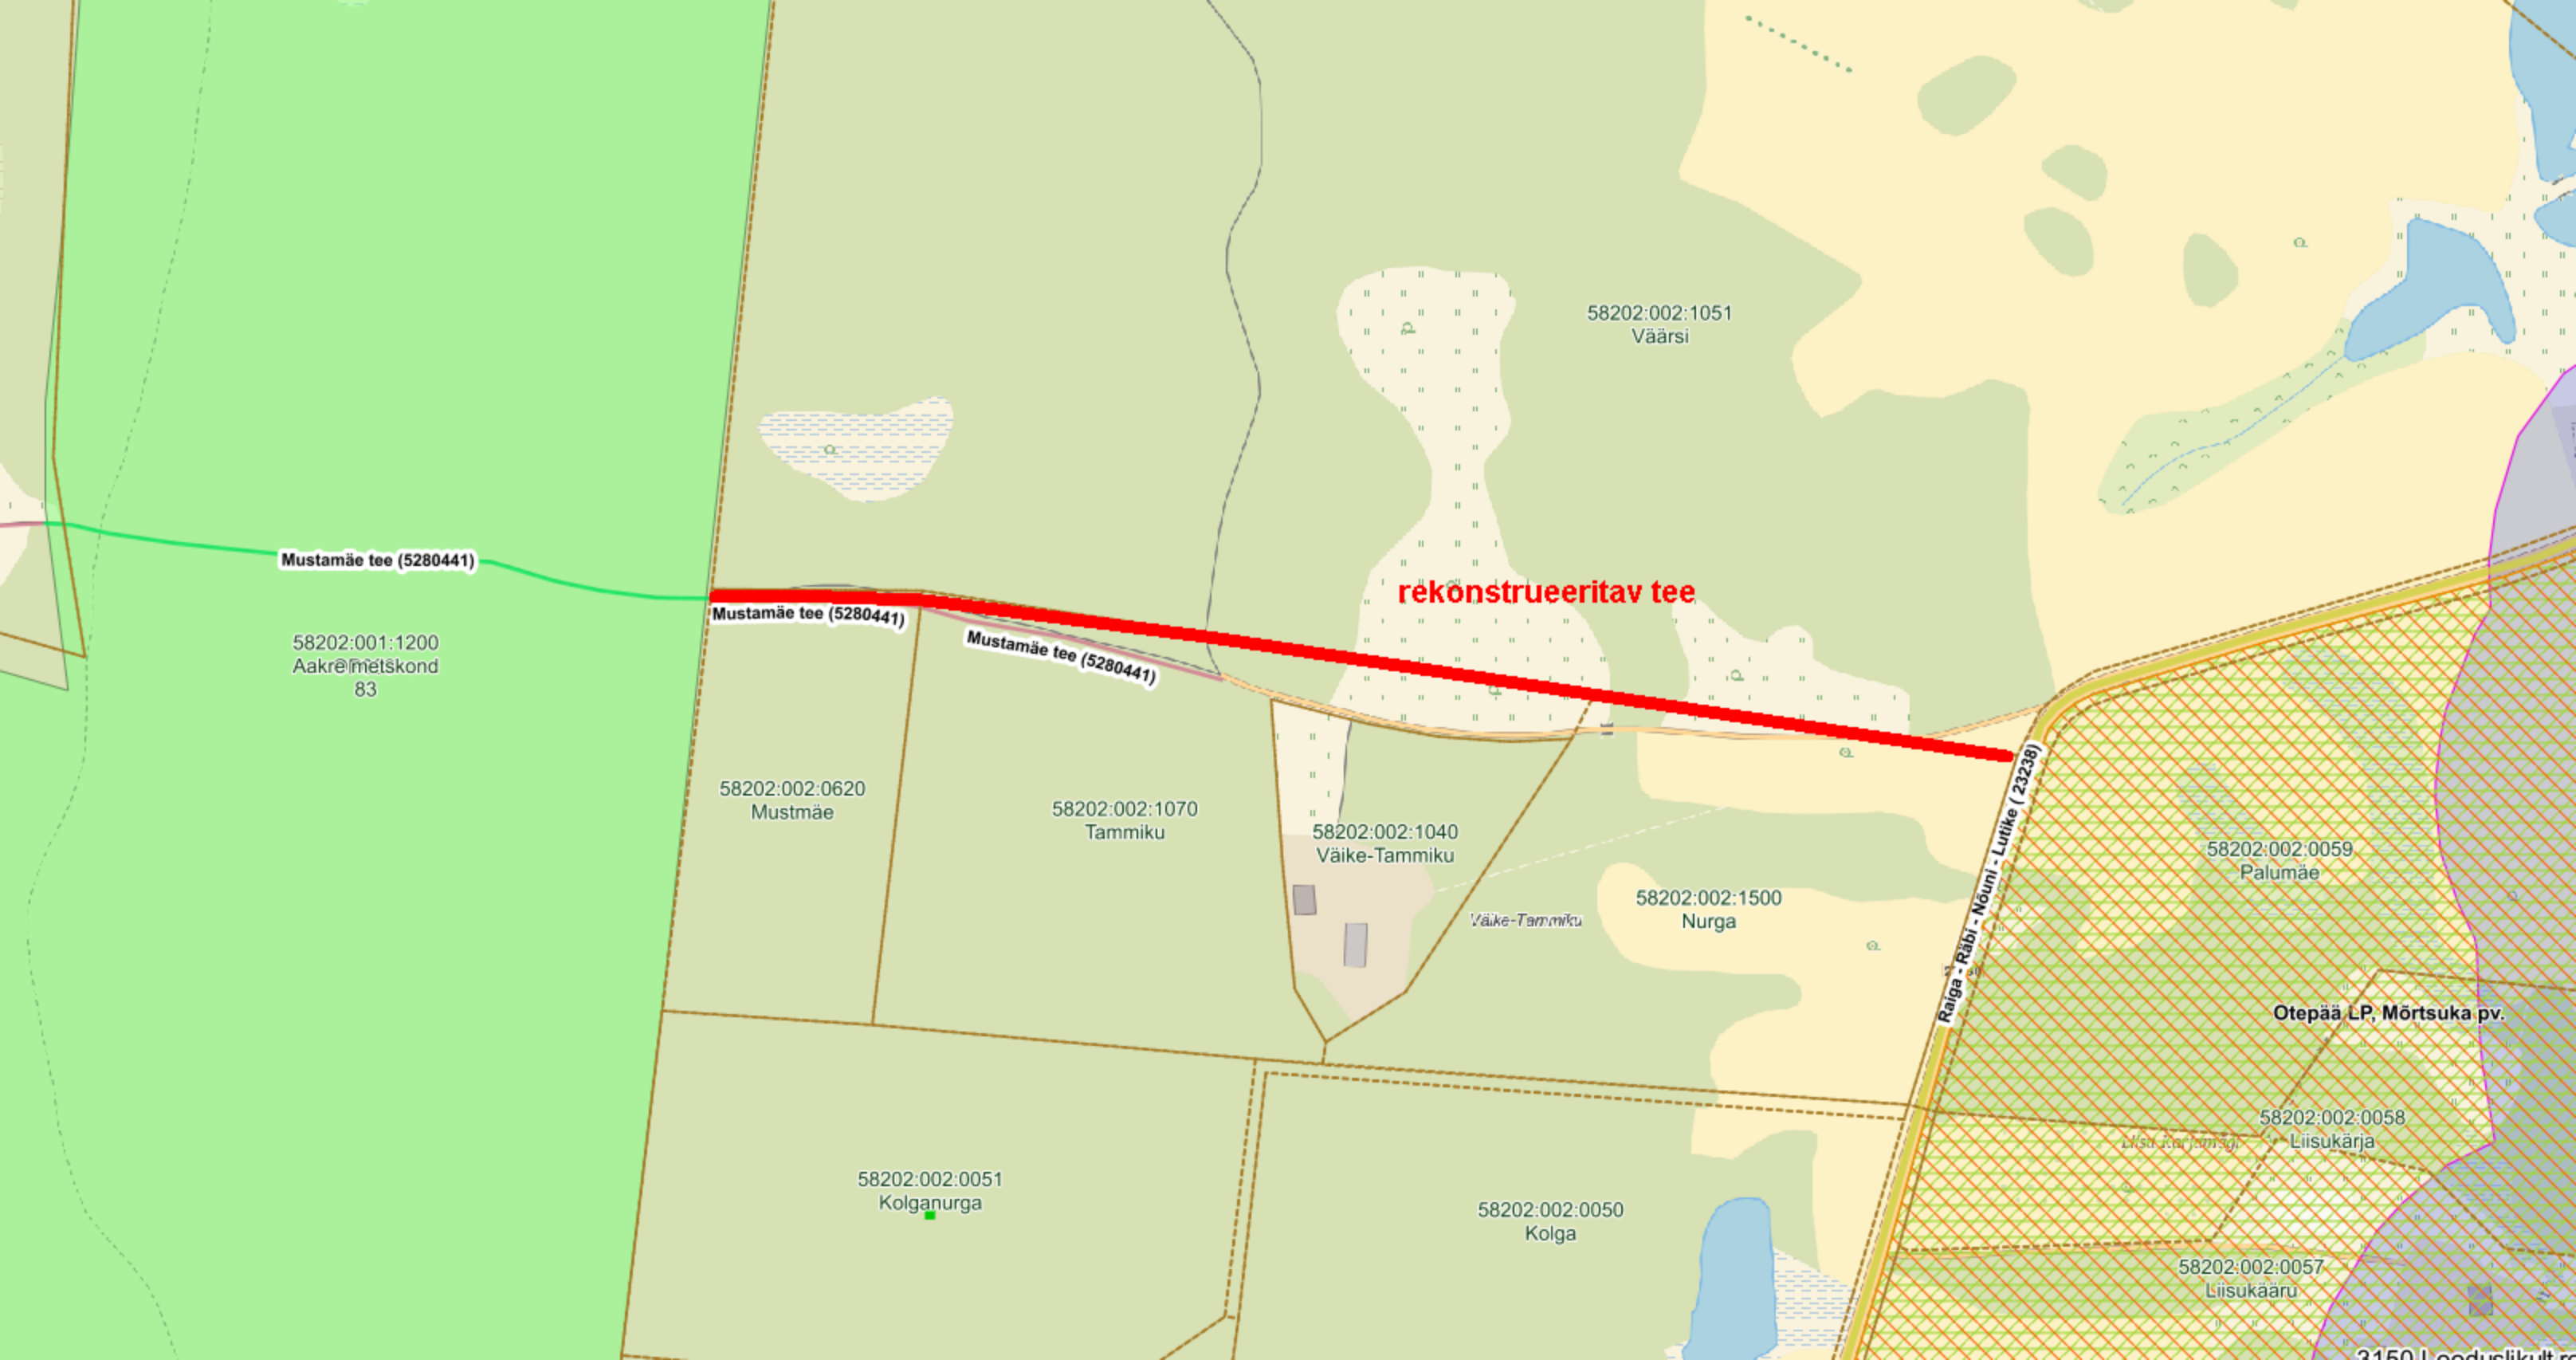 58202:002:1051
Väärsi
Mustamäe tee (5280441)
rekonstrueeritav tee
Mustamäe tee (5280441)
Mustamäe tee (5280441)
58202:001:1200
Aakre metskond
83
58202:002:0620
Mustmäe
58202:002:1070
Tammiku
58202:002:1040
Väike-Tammiku
Väike-Tammiku
58202:002:1500
Nurga
Raiga - Räbi - Nõuni - Lutike ( 23238)
58202:002:0059
Palumäe
Otepää LP, Mõrtsuka pv.
58202:002:0058
Liisukärja
58202:002:0051
Kolganurga
58202:002:0050
Kolga
58202:002:0057
Liisukääru